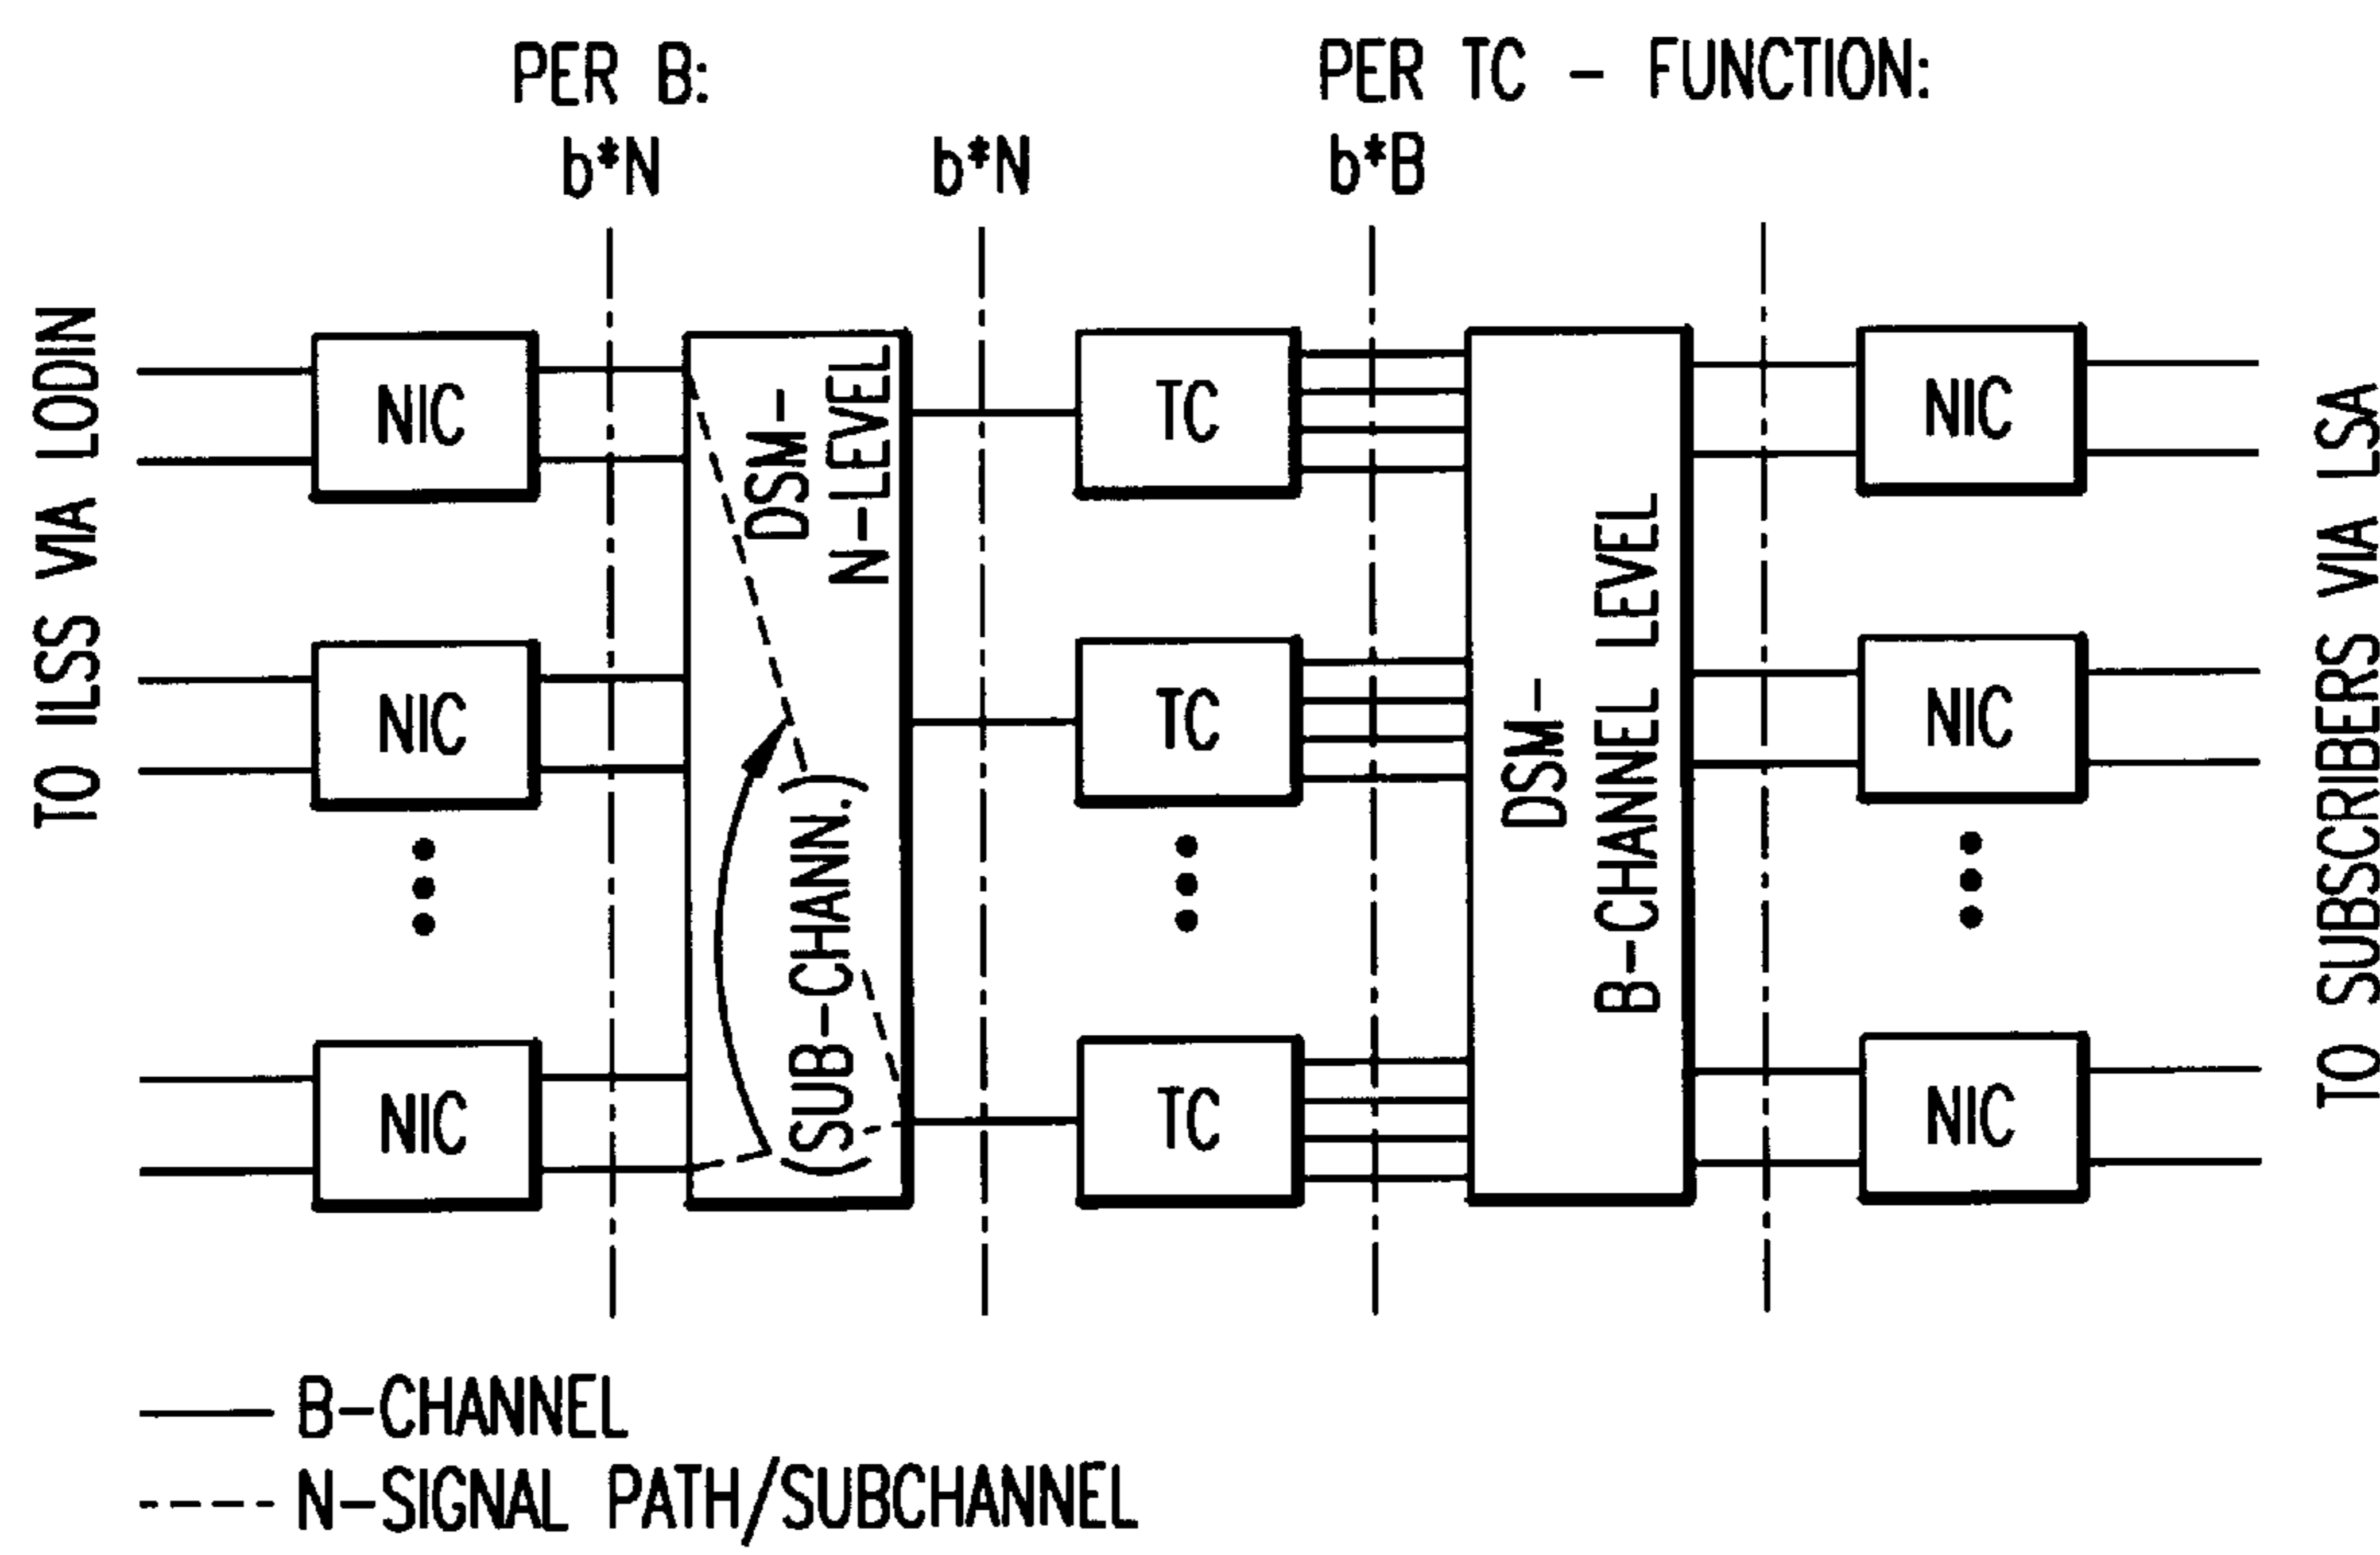 PER B:
PER TC - FUNCTION:
b*N
b*N
b*B
TO ILSS VIA LODIN
NIC
NIC
NIC
DSM-
N-LEVEL
(SUB-CHANN.)
TC
TC
TC
DSM-
B-CHANNEL LEVEL
NIC
NIC
NIC
TO SUBSCRIBERS VIA LSA
B-CHANNEL
N-SIGNAL PATH/SUBCHANNEL